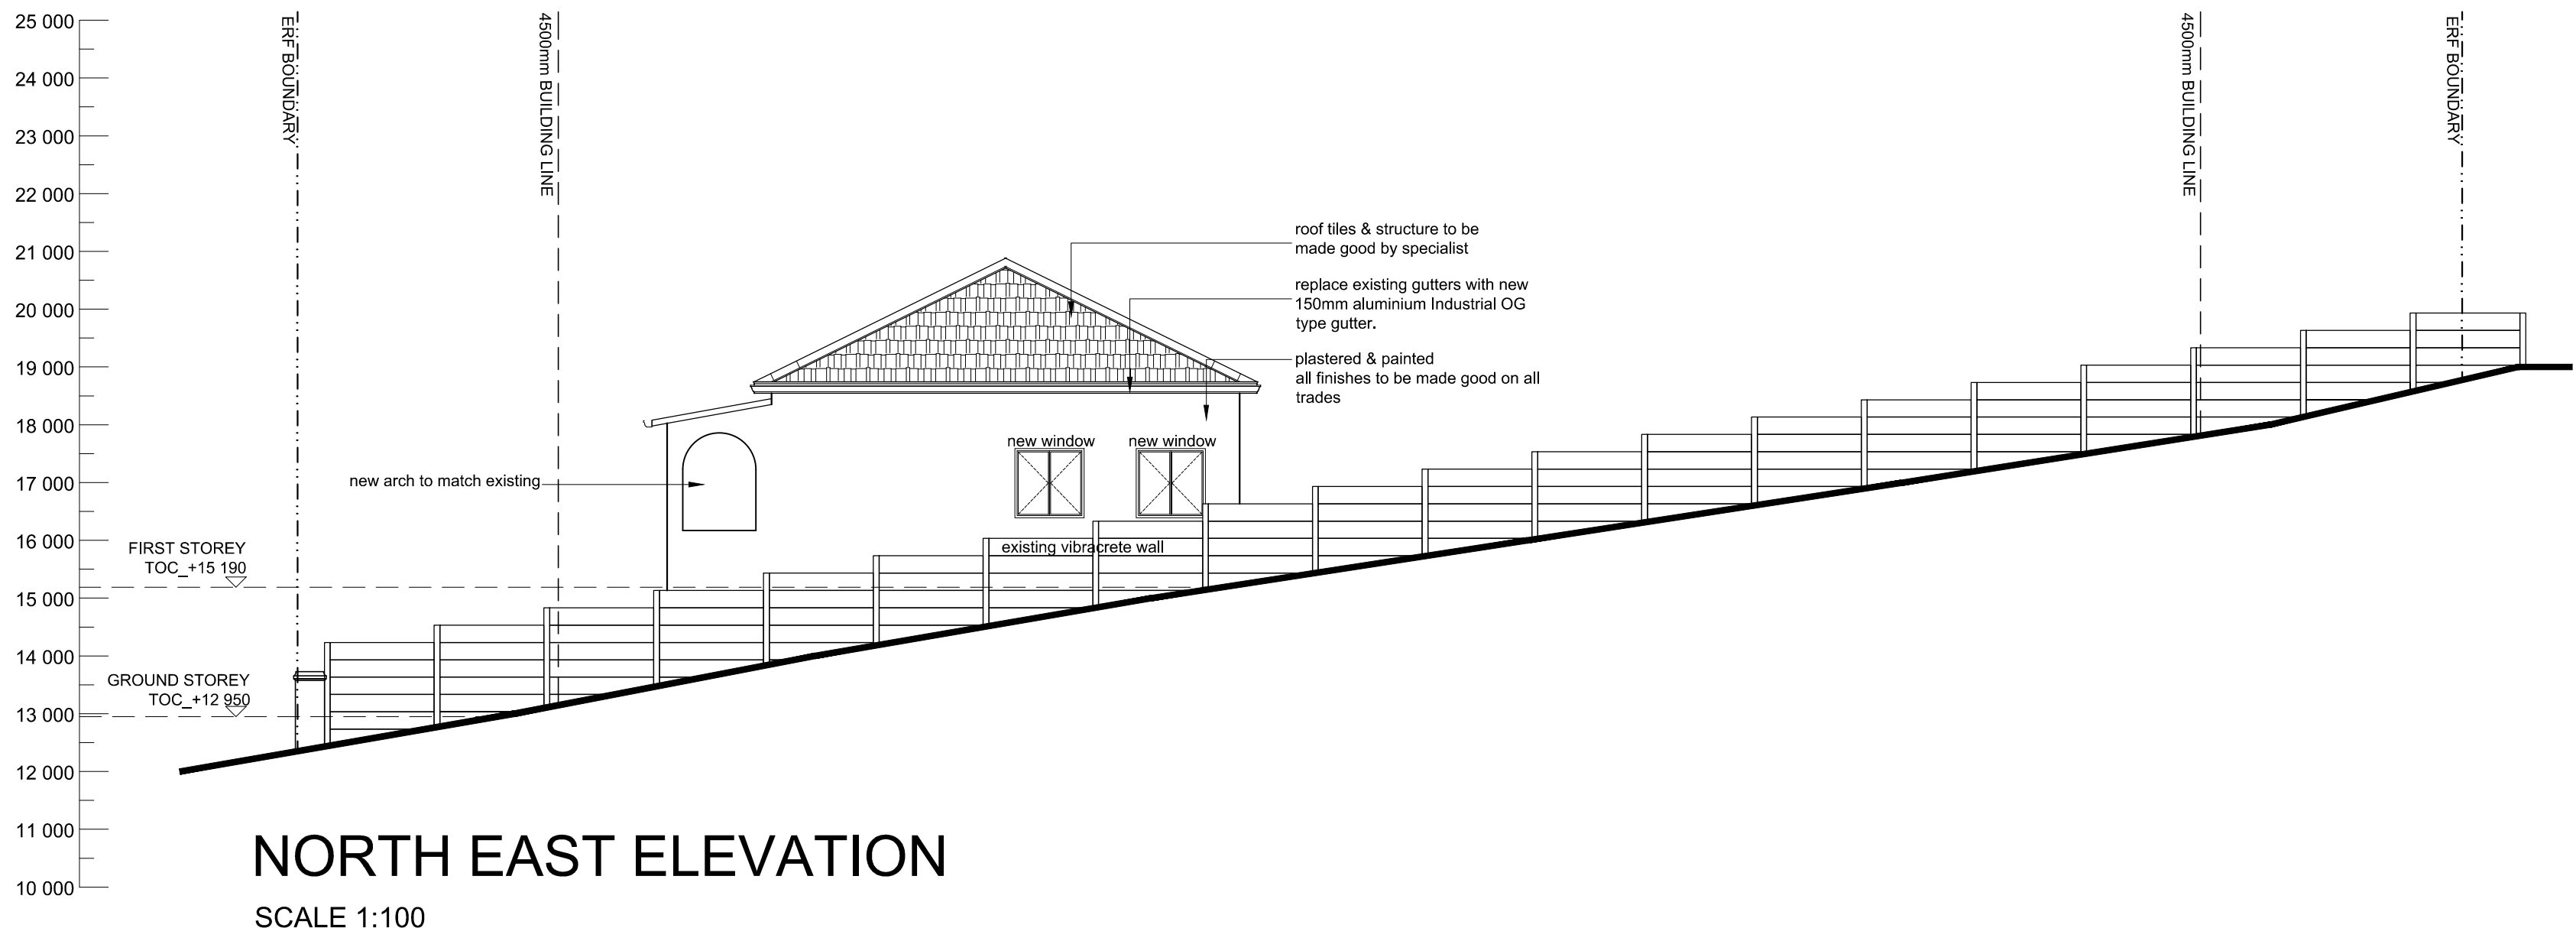 25 000
24 000
23 000
22 000
21 000
20 000
19 000
18 000
17 000
16 000
15 000
14 000
13 000
12 000
11 000
10 000
ERF BOUNDARY
4500mm BUILDING LINE
4500mm BUILDING LINE
ERF BOUNDARY
roof tiles & structure to be
made good by specialist
replace existing gutters with new
150mm aluminium Industrial OG
type gutter.
plastered & painted
all finishes to be made good on all
trades
new window
new window
new arch to match existing
existing vibracrete wall
FIRST STOREY
TOC_+15 190
GROUND STOREY
TOC_+12 950
NORTH EAST ELEVATION
SCALE 1:100